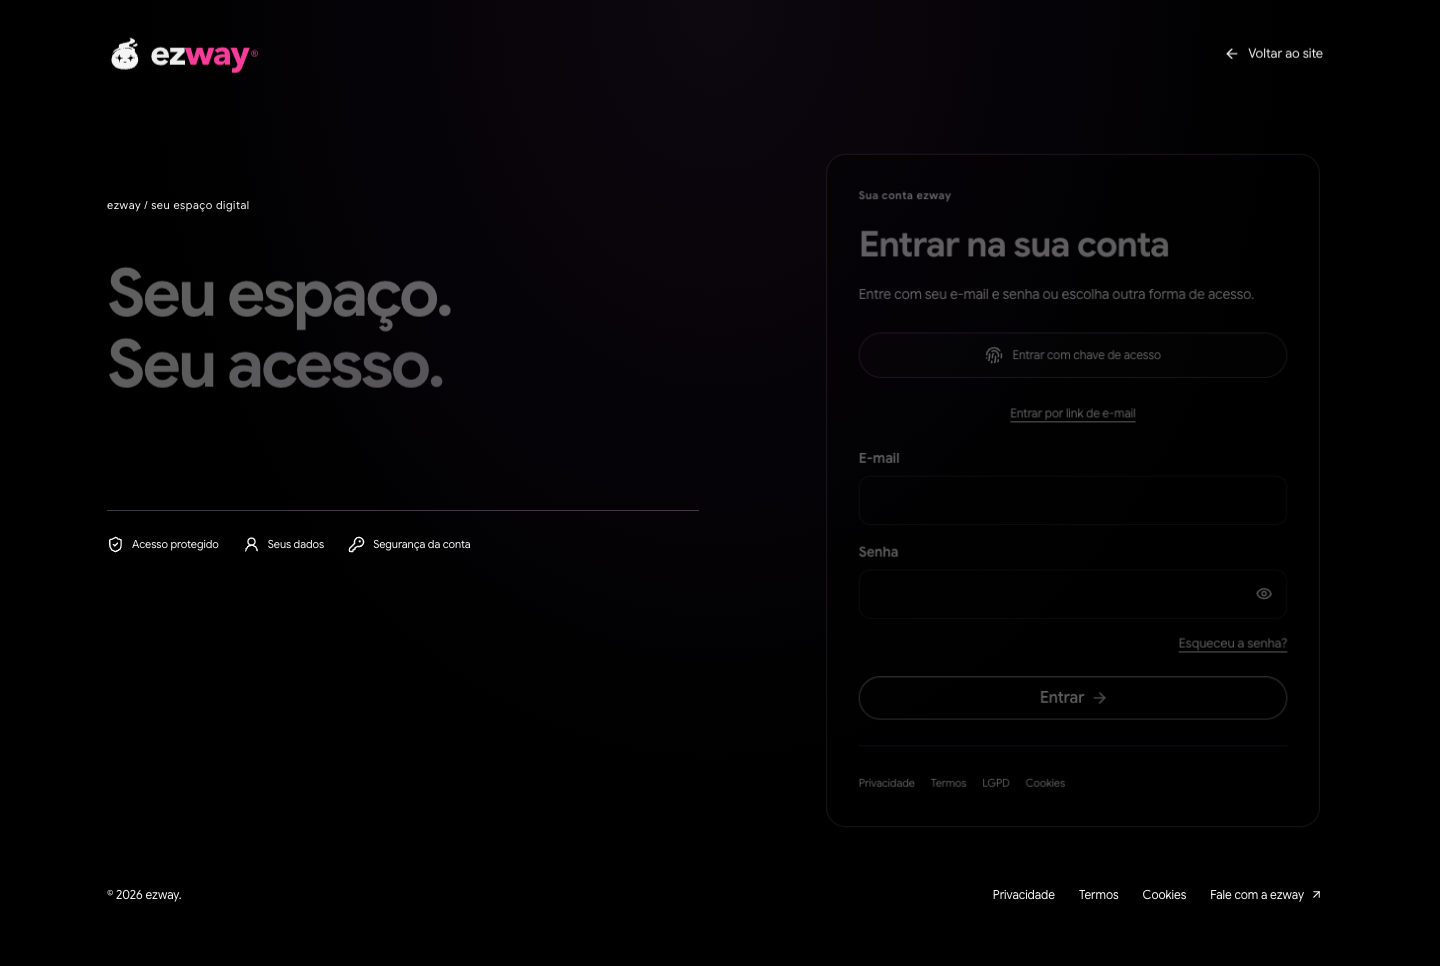 ezway®
Voltar ao site
ezway / seu espaço digital
Seu espaço.
Seu acesso.
Acesso protegido
Seus dados
Segurança da conta
Sua conta ezway
Entrar na sua conta
Entre com seu e-mail e senha ou escolha outra forma de acesso.
Entrar com chave de acesso
Entrar por link de e-mail
E-mail
Senha
Esqueceu a senha?
Entrar
Privacidade Termos LGPD Cookies
© 2026 ezway.
Privacidade Termos Cookies Fale com a ezway